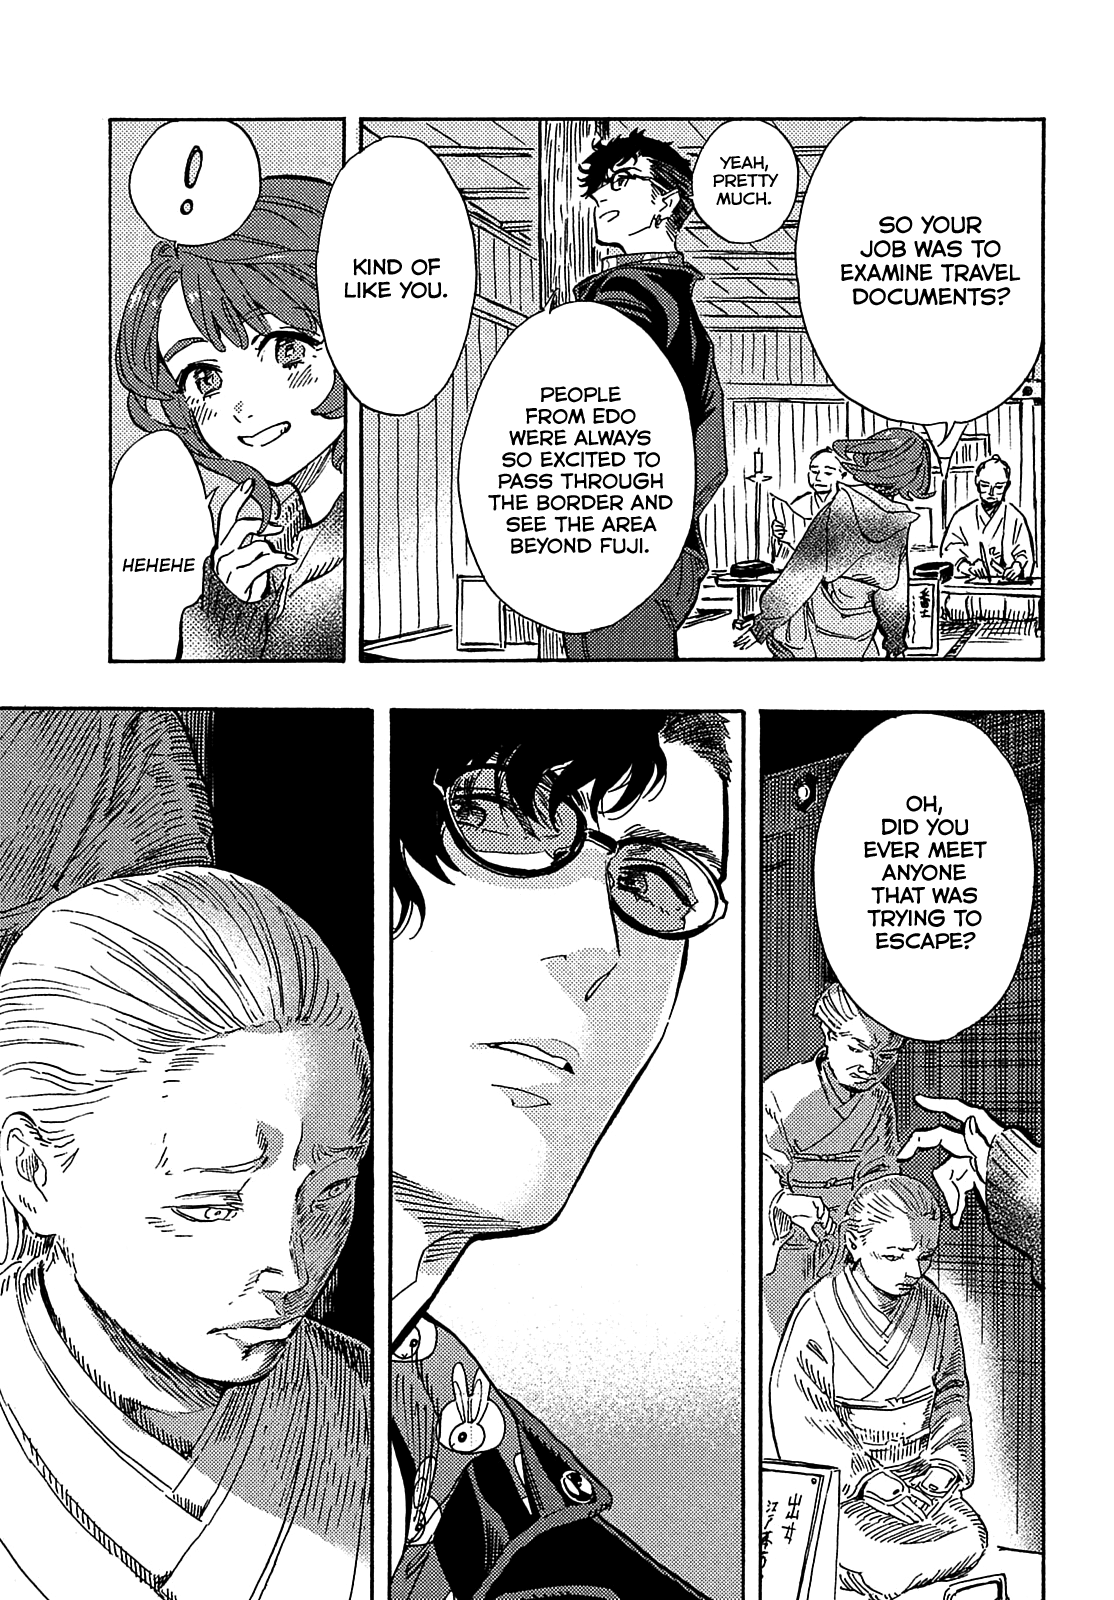 SO YOUR
JOB WAS TO
EXAMINE TRAVEL
DOCUMENTS?
YEAH,
PRETTY
MUCH.
PEOPLE
FROM EDO
WERE ALWAYS
SO EXCITED TO
PASS THROUGH
THE BORDER AND
SEE THE AREA
BEYOND FUJI.
KIND OF
LIKE YOU.
!
HEHEHE
OH,
DID YOU
EVER MEET
ANYONE
THAT WAS
TRYING TO
ESCAPE?
出女